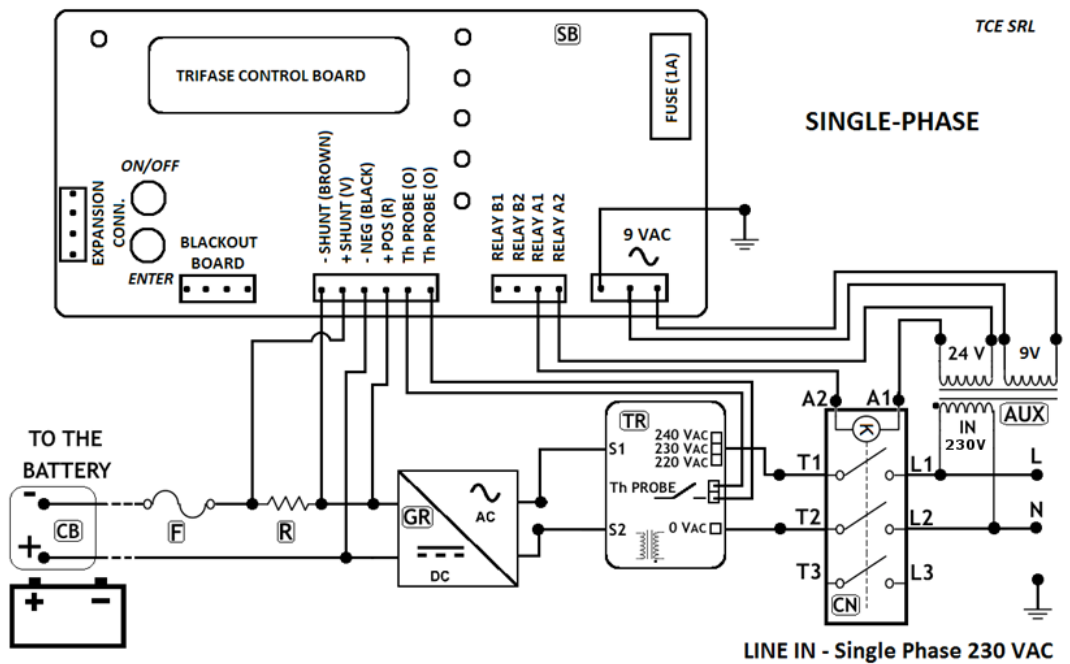 TCE SRL
SB
TRIFASE CONTROL BOARD
FUSE (1A)
SINGLE-PHASE
ON/OFF
EXPANSION
CONN.
ENTER
BLACKOUT
BOARD
- SHUNT (BROWN)
+ SHUNT (V)
- NEG (BLACK)
+ POS (R)
Th PROBE (O)
Th PROBE (O)
RELAY B1
RELAY B2
RELAY A1
RELAY A2
9 VAC
24 V
9V
A2
A1
AUX
IN
230V
K
TR
240 VAC
230 VAC
220 VAC
S1
Th PROBE
S2
0 VAC
T1
L1
L
T2
L2
N
T3
L3
CN
TO THE
BATTERY
-
+
CB
F
R
GR
AC
DC
+ -
LINE IN - Single Phase 230 VAC